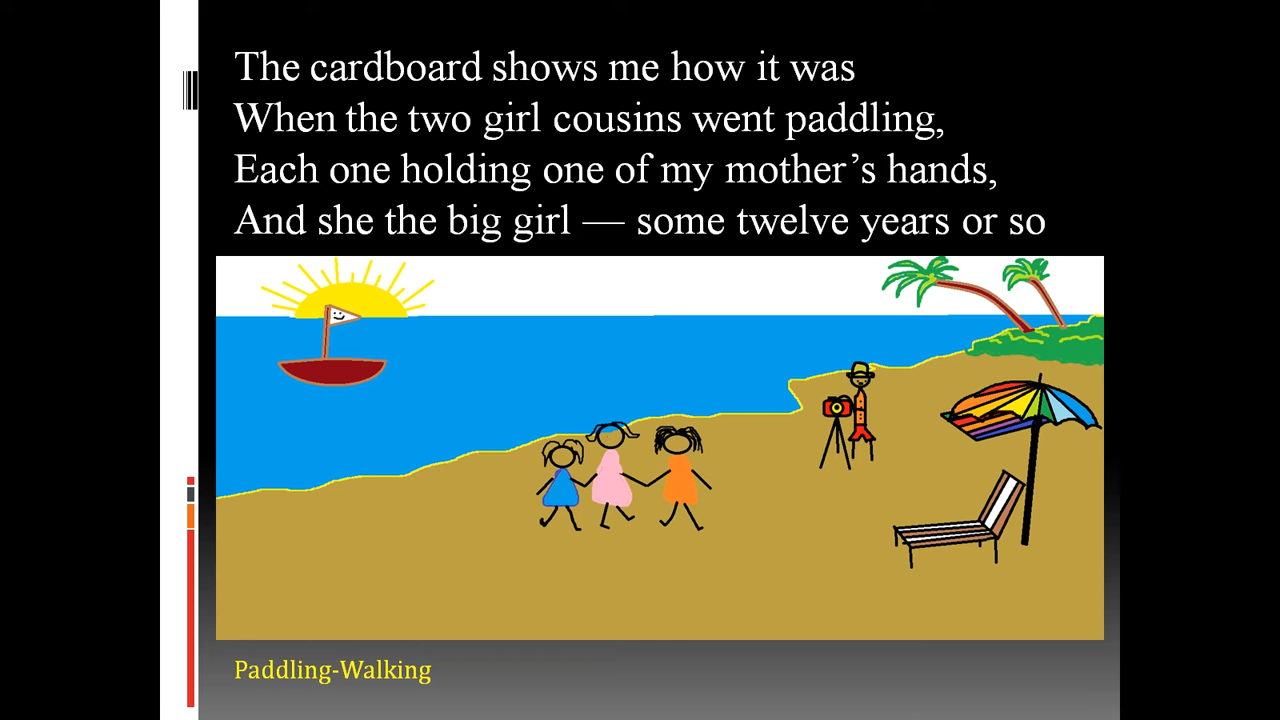 The cardboard shows me how it was
When the two girl cousins went paddling,
Each one holding one of my mother’s hands,
And she the big girl — some twelve years or so
Paddling-Walking